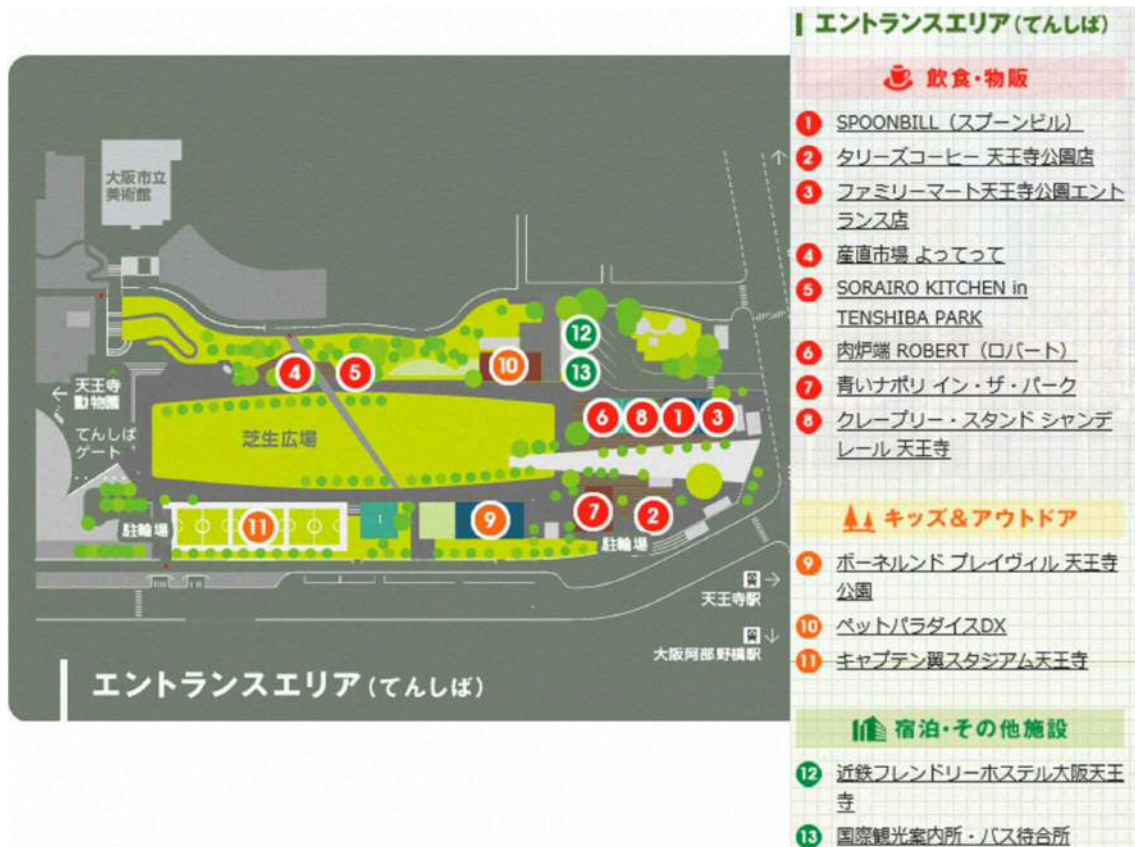 大阪市立
美術館
12
13
10
4
5
天王寺
動物園
6
8
1
3
芝生広場
てんしば
ゲート
11
9
7
2
駐輪場
駐輪場
天王寺駅
大阪阿部野橋駅
エントランスエリア(てんしば)
エントランスエリア(てんしば)
飲食・物販
1 SPOONBILL(スプーンビル)
2 タリーズコーヒー 天王寺公園店
3 ファミリーマート天王寺公園エント
ランス店
4 産直市場 よってって
5 SORAIRO KITCHEN in
TENSHIBA PARK
6 肉炉端 ROBERT(ロバート)
7 青いナポリ イン・ザ・パーク
8 クレープリー・スタンド シャンデ
レール 天王寺
キッズ&アウトドア
9 ボーネルンド プレイヴィル 天王寺
公園
10 ペットパラダイスDX
11 キャプテン翼スタジアム天王寺
宿泊・その他施設
12 近鉄フレンドリーホステル大阪天王
寺
13 国際観光案内所・バス待合所